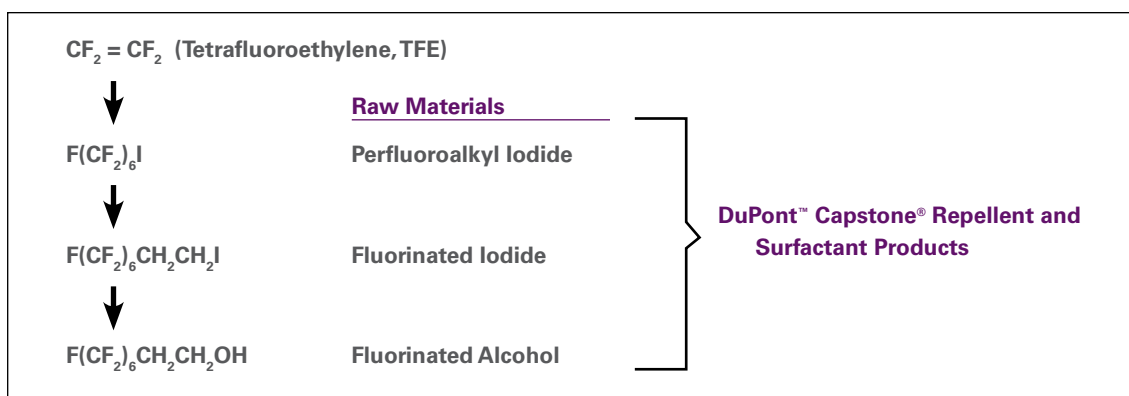 CF₂ = CF₂ (Tetrafluoroethylene, TFE)
Raw Materials
F(CF₂)₆I Perfluoroalkyl Iodide
DuPont™ Capstone® Repellent and
Surfactant Products
F(CF₂)₆CH₂CH₂I Fluorinated Iodide
F(CF₂)₆CH₂CH₂OH Fluorinated Alcohol